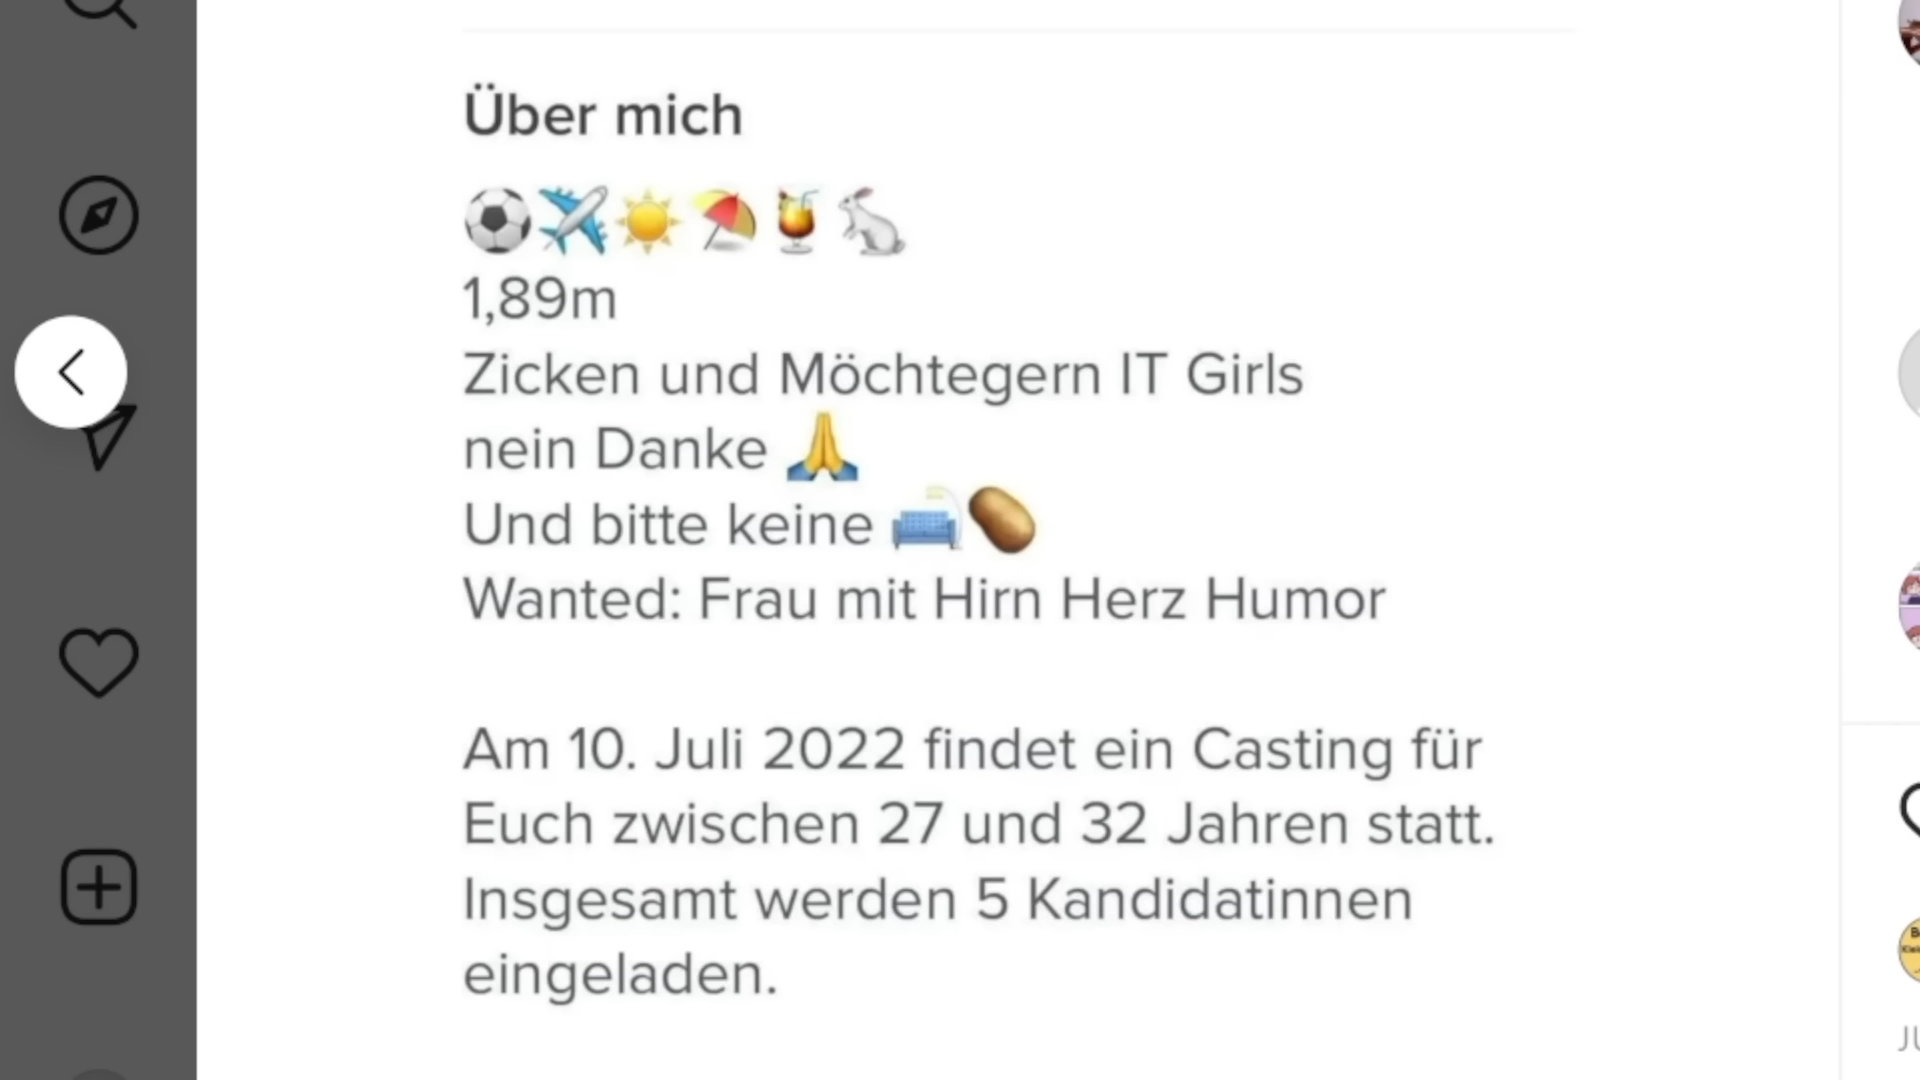 Über mich
⚽✈️☀️⛱️🍹🐇
1,89m
Zicken und Möchtegern IT Girls
nein Danke 🙏
Und bitte keine 🛋️🥔
Wanted: Frau mit Hirn Herz Humor
Am 10. Juli 2022 findet ein Casting für
Euch zwischen 27 und 32 Jahren statt.
Insgesamt werden 5 Kandidatinnen
eingeladen.